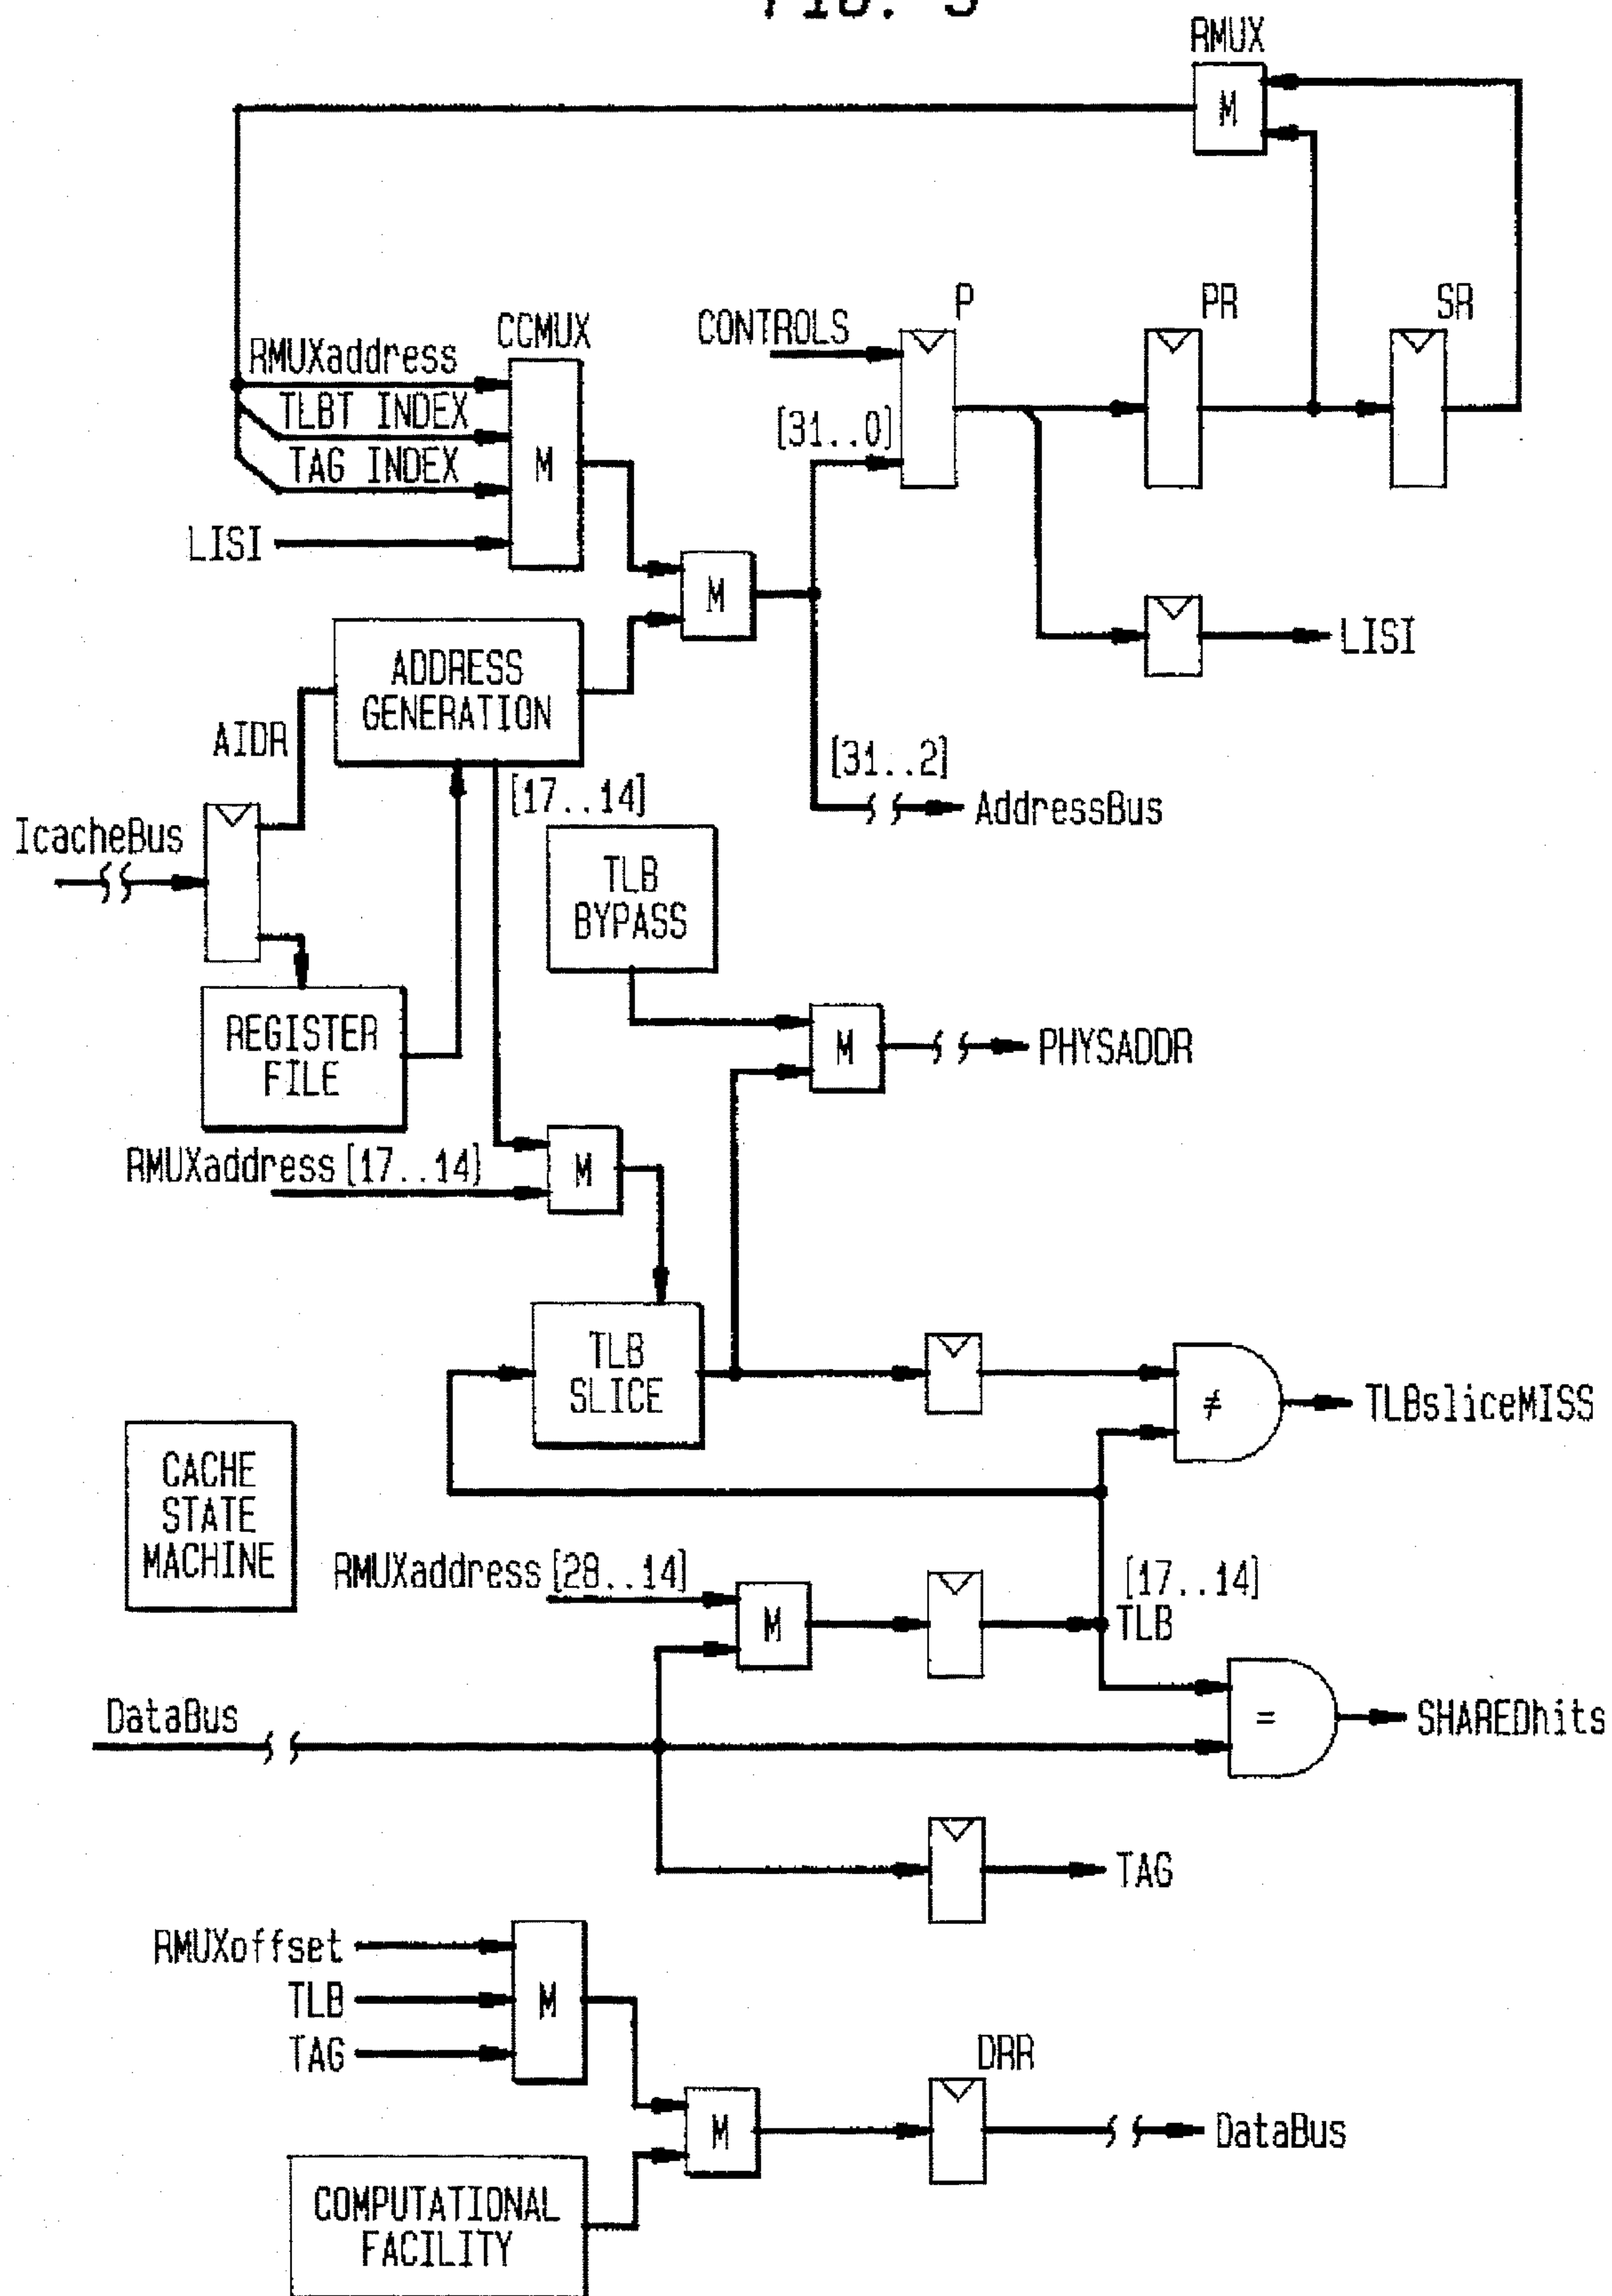 FIG. 3
RMUX
M
P
PR
SR
CCMUX
CONTROLS
RMUXaddress
TLBT INDEX
[31..0]
TAG INDEX
M
LISI
M
LISI
ADDRESS
GENERATION
AIDR
[31..2]
[17..14]
AddressBus
IcacheBus
TLB
BYPASS
REGISTER
FILE
M
PHYSADDR
RMUXaddress [17..14]
M
TLB
SLICE
≠
TLBsliceMISS
CACHE
STATE
MACHINE
RMUXaddress [28..14]
[17..14]
M
TLB
DataBus
=
SHAREDhits
TAG
RMUXoffset
TLB
M
TAG
DRR
M
DataBus
COMPUTATIONAL
FACILITY